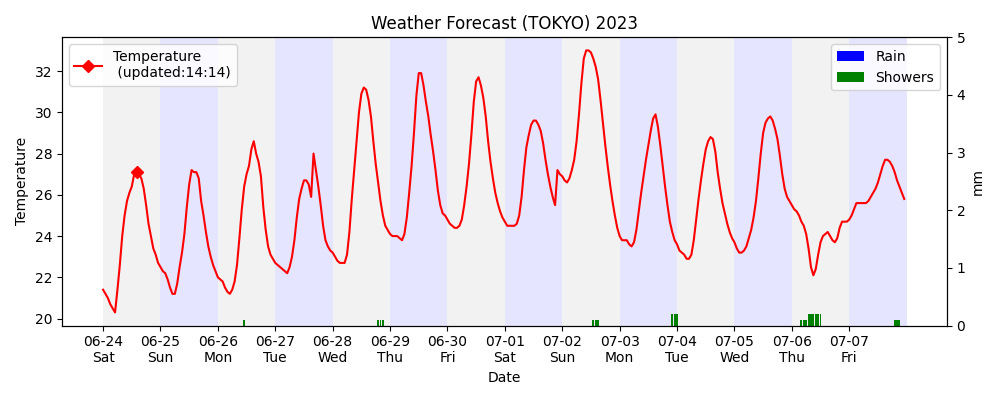 Weather Forecast (TOKYO) 2023
Temperature
(updated:14:14)
Rain
Showers
Temperature
32
30
28
26
24
22
20
5
4
3
2
1
0
mm
06-24 06-25 06-26 06-27 06-28 06-29 06-30 07-01 07-02 07-03 07-04 07-05 07-06 07-07
Sat Sun Mon Tue Wed Thu Fri Sat Sun Mon Tue Wed Thu Fri
Date